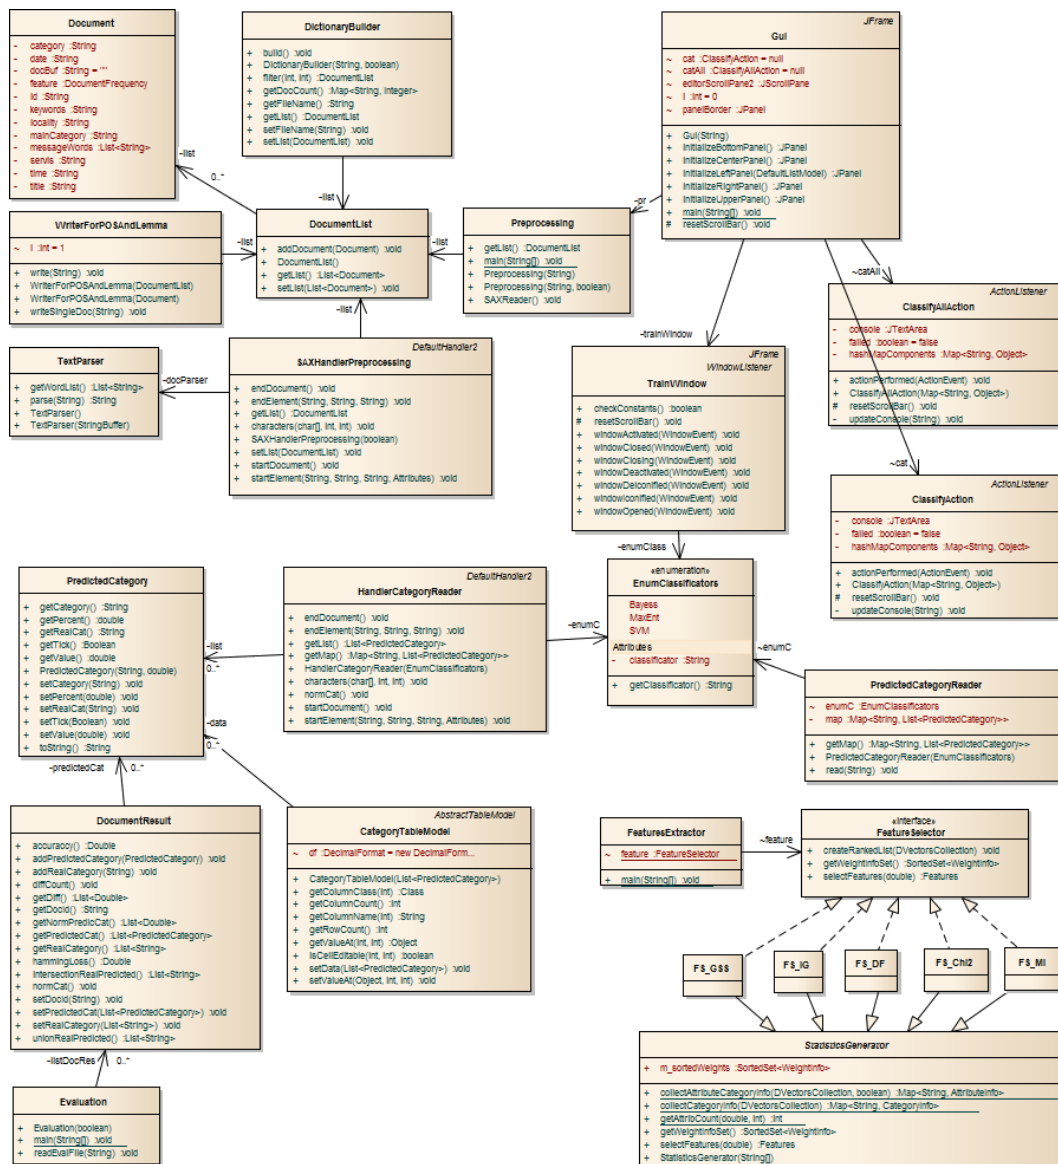 Document
- category :String
- date :String
- docBuf :String = ""
- feature :DocumentFrequency
- id :String
- keywords :String
- locality :String
- mainCategory :String
- messageWords :List<String>
- servis :String
- time :String
- title :String
DictionaryBuilder
+ build() :void
+ DictionaryBuilder(String, boolean)
+ filter(int, int) :DocumentList
+ getDocCount() :Map<String, Integer>
+ getFileName() :String
+ getList() :DocumentList
+ setFileName(String) :void
+ setList(DocumentList) :void
JFrame
Gui
~ cat :ClassifyAction = null
~ catAll :ClassifyAllAction = null
~ editorScrollPane2 :JScrollPane
~ i :int = 0
~ panelBorder :JPanel
+ Gui(String)
+ InitializeBottomPanel() :JPanel
+ InitializeCenterPanel() :JPanel
+ InitializeLeftPanel(DefaultListModel) :JPanel
+ InitializeRightPanel() :JPanel
+ InitializeUpperPanel() :JPanel
+ main(String[]) :void
# resetScrollBar() :void
-list
0..*
-list
-pr
WriterForPOSAndLemma
~ i :int = 1
+ write(String) :void
+ WriterForPOSAndLemma(DocumentList)
+ WriterForPOSAndLemma(Document)
+ writeSingleDoc(String) :void
-list
DocumentList
+ addDocument(Document) :void
+ DocumentList()
+ getList() :List<Document>
+ setList(List<Document>) :void
-list
Preprocessing
+ getList() :DocumentList
+ main(String[]) :void
+ Preprocessing(String)
+ Preprocessing(String, boolean)
+ SAXReader() :void
~catAll
-list
ActionListener
ClassifyAllAction
- console :JTextArea
- failed :boolean = false
- hashMapComponents :Map<String, Object>
+ actionPerformed(ActionEvent) :void
+ ClassifyAllAction(Map<String, Object>)
# resetScrollBar() :void
- updateConsole(String) :void
-trainWindow
TextParser
+ getWordList() :List<String>
+ parse(String) :String
+ TextParser()
+ TextParser(StringBuffer)
-docParser
DefaultHandler2
SAXHandlerPreprocessing
+ endDocument() :void
+ endElement(String, String, String) :void
+ getList() :DocumentList
+ characters(char[], int, int) :void
+ SAXHandlerPreprocessing(boolean)
+ setList(DocumentList) :void
+ startDocument() :void
+ startElement(String, String, String, Attributes) :void
JFrame
WindowListener
TrainWindow
+ checkConstants() :boolean
# resetScrollBar() :void
+ windowActivated(WindowEvent) :void
+ windowClosed(WindowEvent) :void
+ windowClosing(WindowEvent) :void
+ windowDeactivated(WindowEvent) :void
+ windowDeiconified(WindowEvent) :void
+ windowIconified(WindowEvent) :void
+ windowOpened(WindowEvent) :void
~cat
ActionListener
ClassifyAction
- console :JTextArea
- failed :boolean = false
- hashMapComponents :Map<String, Object>
+ actionPerformed(ActionEvent) :void
+ ClassifyAction(Map<String, Object>)
# resetScrollBar() :void
- updateConsole(String) :void
-enumClass
PredictedCategory
+ getCategory() :String
+ getPercent() :double
+ getRealCat() :String
+ getTick() :Boolean
+ getValue() :double
+ PredictedCategory(String, double)
+ setCategory(String) :void
+ setPercent(double) :void
+ setRealCat(String) :void
+ setTick(Boolean) :void
+ setValue(double) :void
+ toString() :String
-list
0..*
DefaultHandler2
HandlerCategoryReader
+ endDocument() :void
+ endElement(String, String, String) :void
+ getList() :List<PredictedCategory>
+ getMap() :Map<String, List<PredictedCategory>>
+ HandlerCategoryReader(EnumClassificators)
+ characters(char[], int, int) :void
+ normCat() :void
+ startDocument() :void
+ startElement(String, String, String, Attributes) :void
-enumC
«enumeration»
EnumClassificators
Bayess
MaxEnt
SVM
Attributes
- classificator :String
+ getClassificator() :String
~enumC
PredictedCategoryReader
~ enumC :EnumClassificators
- map :Map<String, List<PredictedCategory>>
+ getMap() :Map<String, List<PredictedCategory>>
+ PredictedCategoryReader(EnumClassificators)
+ read(String) :void
-data
0..*
-predictedCat
0..*
DocumentResult
+ accuraccy() :Double
+ addPredictedCategory(PredictedCategory) :void
+ addRealCategory(String) :void
+ diffCount() :void
+ getDiff() :List<Double>
+ getDocid() :String
+ getNormPredicCat() :List<Double>
+ getPredictedCat() :List<PredictedCategory>
+ getRealCategory() :List<String>
+ hammingLoss() :Double
+ intersectionRealPredicted() :List<String>
+ normCat() :void
+ setDocid(String) :void
+ setPredictedCat(List<PredictedCategory>) :void
+ setRealCategory(List<String>) :void
+ unionRealPredicted() :List<String>
AbstractTableModel
CategoryTableModel
~ df :DecimalFormat = new DecimalForm...
+ CategoryTableModel(List<PredictedCategory>)
+ getColumnClass(int) :Class
+ getColumnCount() :int
+ getColumnName(int) :String
+ getRowCount() :int
+ getValueAt(int, int) :Object
+ isCellEditable(int, int) :boolean
+ setData(List<PredictedCategory>) :void
+ setValueAt(Object, int, int) :void
FeaturesExtractor
~ feature :FeatureSelector
+ main(String[]) :void
~feature
«interface»
FeatureSelector
+ createRankedList(DVectorsCollection) :void
+ getWeightInfoSet() :SortedSet<WeightInfo>
+ selectFeatures(double) :Features
FS_GSS
FS_IG
FS_DF
FS_Chi2
FS_MI
-listDocRes
0..*
Evaluation
+ Evaluation(boolean)
+ main(String[]) :void
+ readEvalFile(String) :void
StatisticsGenerator
+ m_sortedWeights :SortedSet<WeightInfo>
+ collectAttributeCategoryInfo(DVectorsCollection, boolean) :Map<String, AttributeInfo>
+ collectCategoryInfo(DVectorsCollection) :Map<String, CategoryInfo>
+ getAttribCount(double, int) :int
+ getWeightInfoSet() :SortedSet<WeightInfo>
+ selectFeatures(double) :Features
+ StatisticsGenerator(String[])